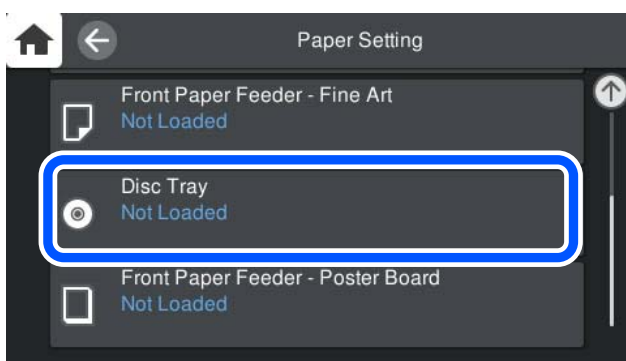 Paper Setting
Front Paper Feeder - Fine Art
Not Loaded
Disc Tray
Not Loaded
Front Paper Feeder - Poster Board
Not Loaded